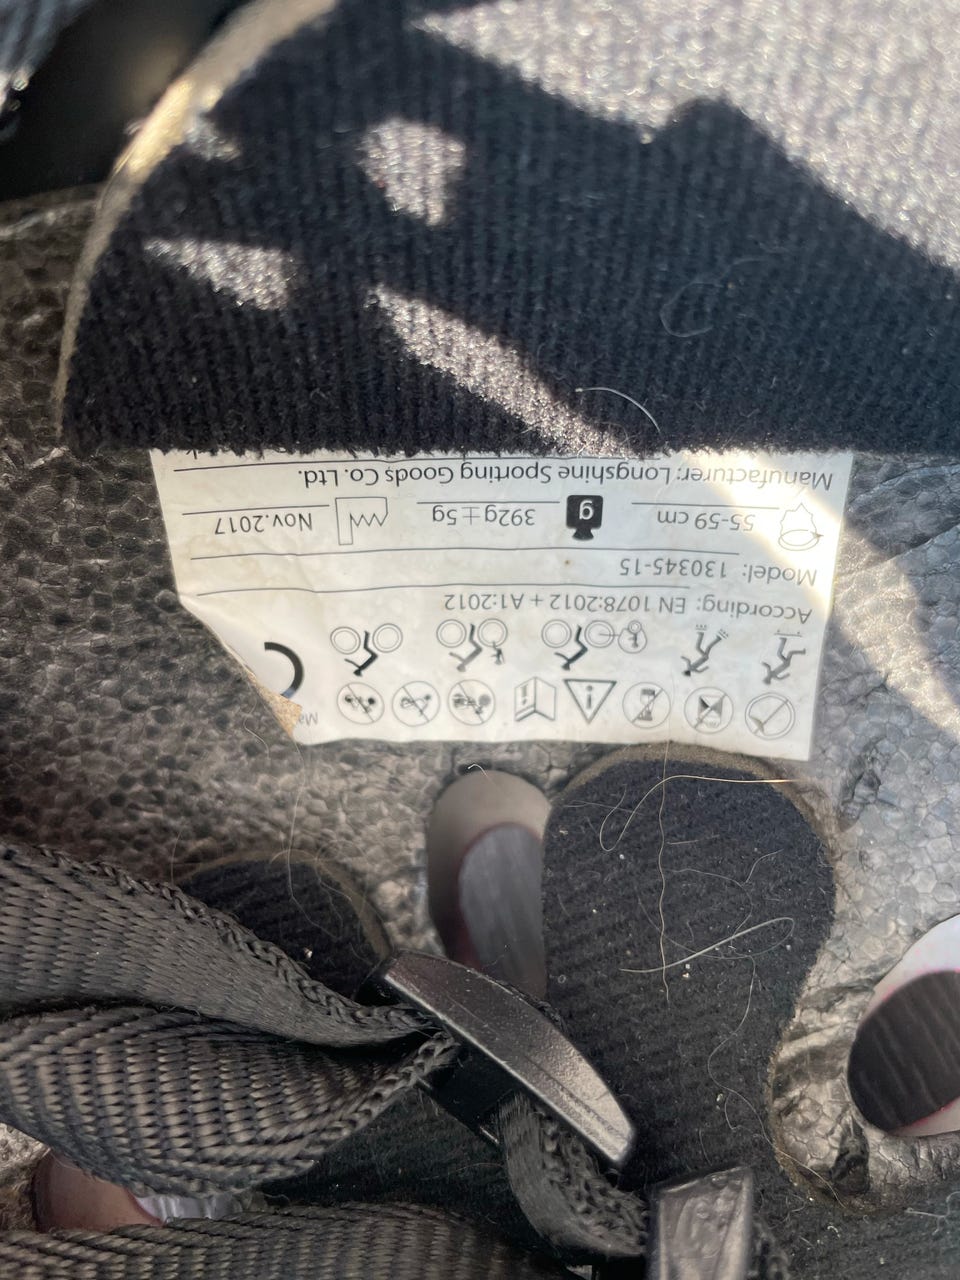 According: EN 1078:2012 + A1:2012
Model: 130345-15
55-59 cm g 392g±5g Nov.2017
Manufacturer: Longshine Sporting Goods Co. Ltd.